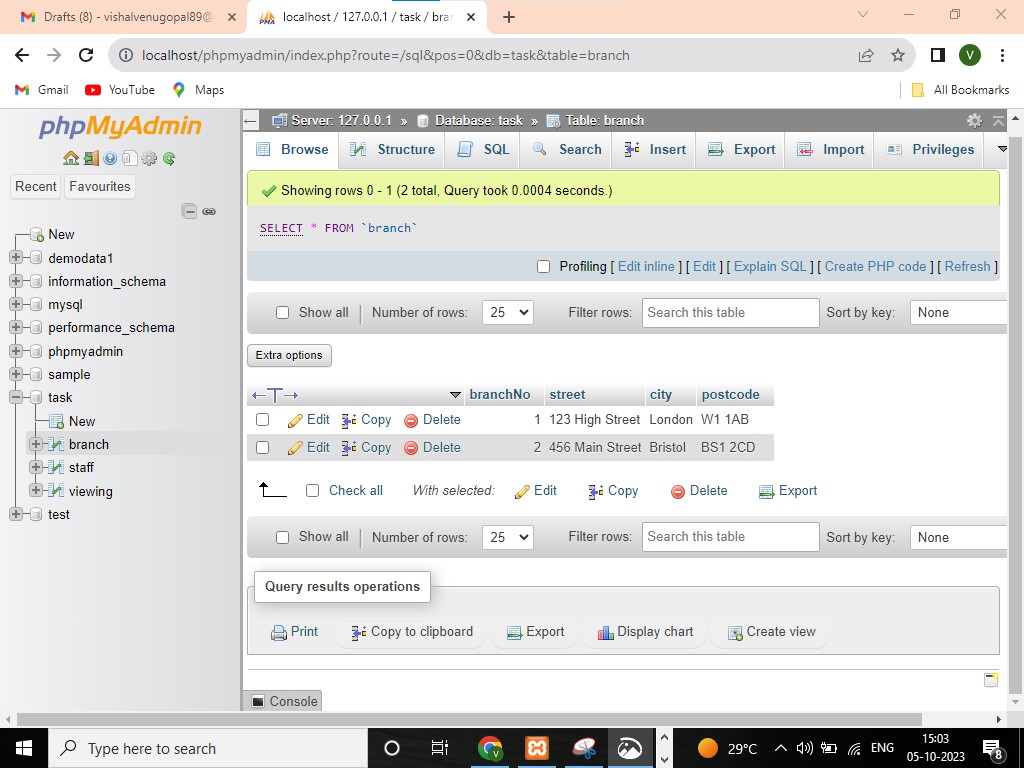 Drafts (8) - vishalvenugopal89@
localhost / 127.0.0.1 / task / bran
localhost/phpmyadmin/index.php?route=/sql&pos=0&db=task&table=branch
V
Gmail YouTube Maps All Bookmarks
phpMyAdmin
Recent Favourites
New
demodata1
information_schema
mysql
performance_schema
phpmyadmin
sample
task
New
branch
staff
viewing
test
Server: 127.0.0.1 » Database: task » Table: branch
Browse Structure SQL Search Insert Export Import Privileges
Showing rows 0 - 1 (2 total, Query took 0.0004 seconds.)
SELECT * FROM `branch`
Profiling [ Edit inline ] [ Edit ] [ Explain SQL ] [ Create PHP code ] [ Refresh ]
Show all Number of rows: 25 Filter rows: Search this table Sort by key: None
Extra options
←T→ branchNo street city postcode
Edit Copy Delete 1 123 High Street London W1 1AB
Edit Copy Delete 2 456 Main Street Bristol BS1 2CD
Check all With selected: Edit Copy Delete Export
Show all Number of rows: 25 Filter rows: Search this table Sort by key: None
Query results operations
Print Copy to clipboard Export Display chart Create view
Console
Type here to search
29°C ENG
15:03
05-10-2023
8